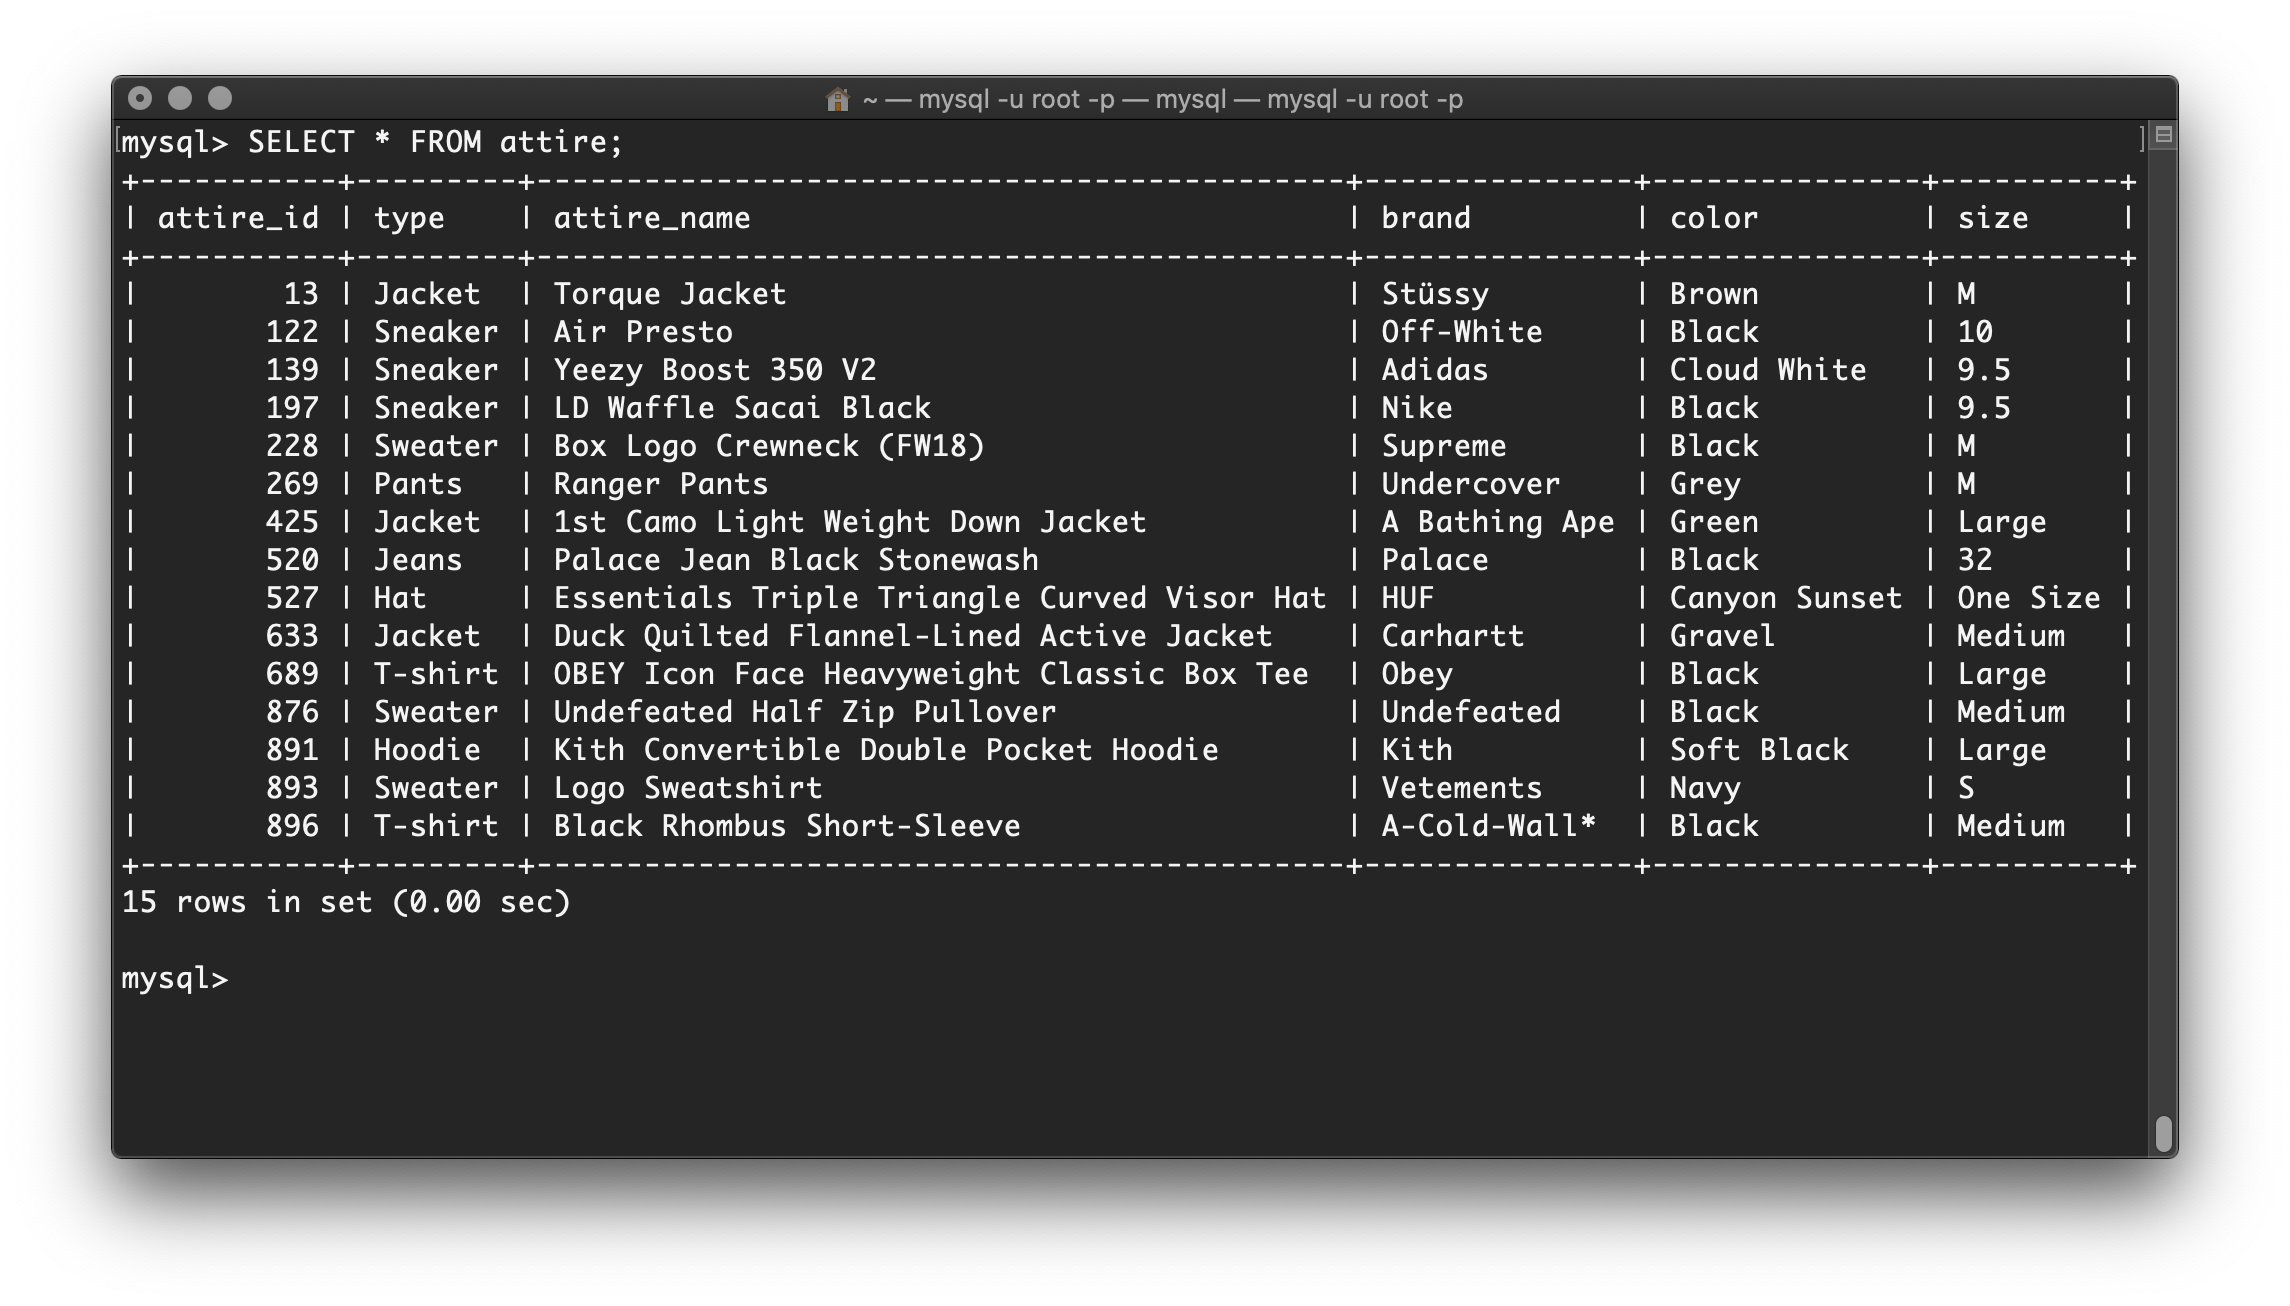 ~ — mysql -u root -p — mysql — mysql -u root -p
mysql> SELECT * FROM attire;
+-----------+---------+---------------------------------------------+---------------+---------------+----------+
| attire_id | type    | attire_name                                 | brand         | color         | size     |
+-----------+---------+---------------------------------------------+---------------+---------------+----------+
|        13 | Jacket  | Torque Jacket                               | Stüssy        | Brown         | M        |
|       122 | Sneaker | Air Presto                                  | Off-White     | Black         | 10       |
|       139 | Sneaker | Yeezy Boost 350 V2                          | Adidas        | Cloud White   | 9.5      |
|       197 | Sneaker | LD Waffle Sacai Black                       | Nike          | Black         | 9.5      |
|       228 | Sweater | Box Logo Crewneck (FW18)                    | Supreme       | Black         | M        |
|       269 | Pants   | Ranger Pants                                | Undercover    | Grey          | M        |
|       425 | Jacket  | 1st Camo Light Weight Down Jacket           | A Bathing Ape | Green         | Large    |
|       520 | Jeans   | Palace Jean Black Stonewash                 | Palace        | Black         | 32       |
|       527 | Hat     | Essentials Triple Triangle Curved Visor Hat | HUF           | Canyon Sunset | One Size |
|       633 | Jacket  | Duck Quilted Flannel-Lined Active Jacket    | Carhartt      | Gravel        | Medium   |
|       689 | T-shirt | OBEY Icon Face Heavyweight Classic Box Tee  | Obey          | Black         | Large    |
|       876 | Sweater | Undefeated Half Zip Pullover                | Undefeated    | Black         | Medium   |
|       891 | Hoodie  | Kith Convertible Double Pocket Hoodie       | Kith          | Soft Black    | Large    |
|       893 | Sweater | Logo Sweatshirt                             | Vetements     | Navy          | S        |
|       896 | T-shirt | Black Rhombus Short-Sleeve                  | A-Cold-Wall*  | Black         | Medium   |
+-----------+---------+---------------------------------------------+---------------+---------------+----------+
15 rows in set (0.00 sec)
mysql>